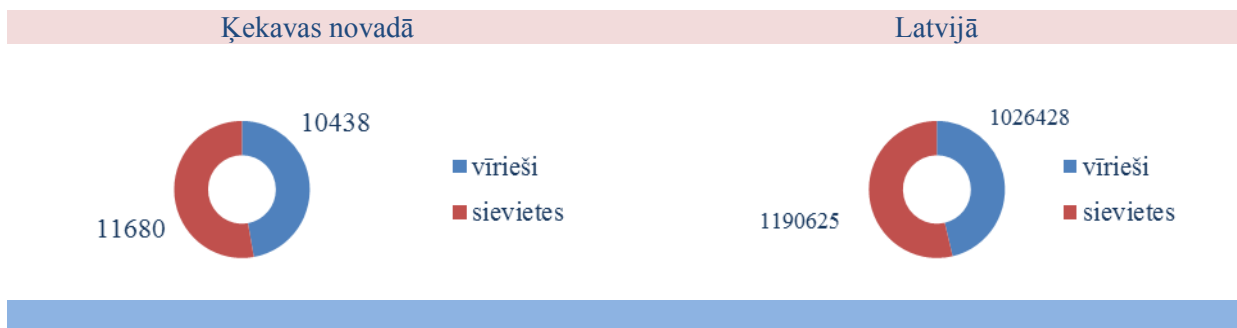 Ķekavas novadā
Latvijā
10438
11680
vīrieši
sievietes
1026428
1190625
vīrieši
sievietes